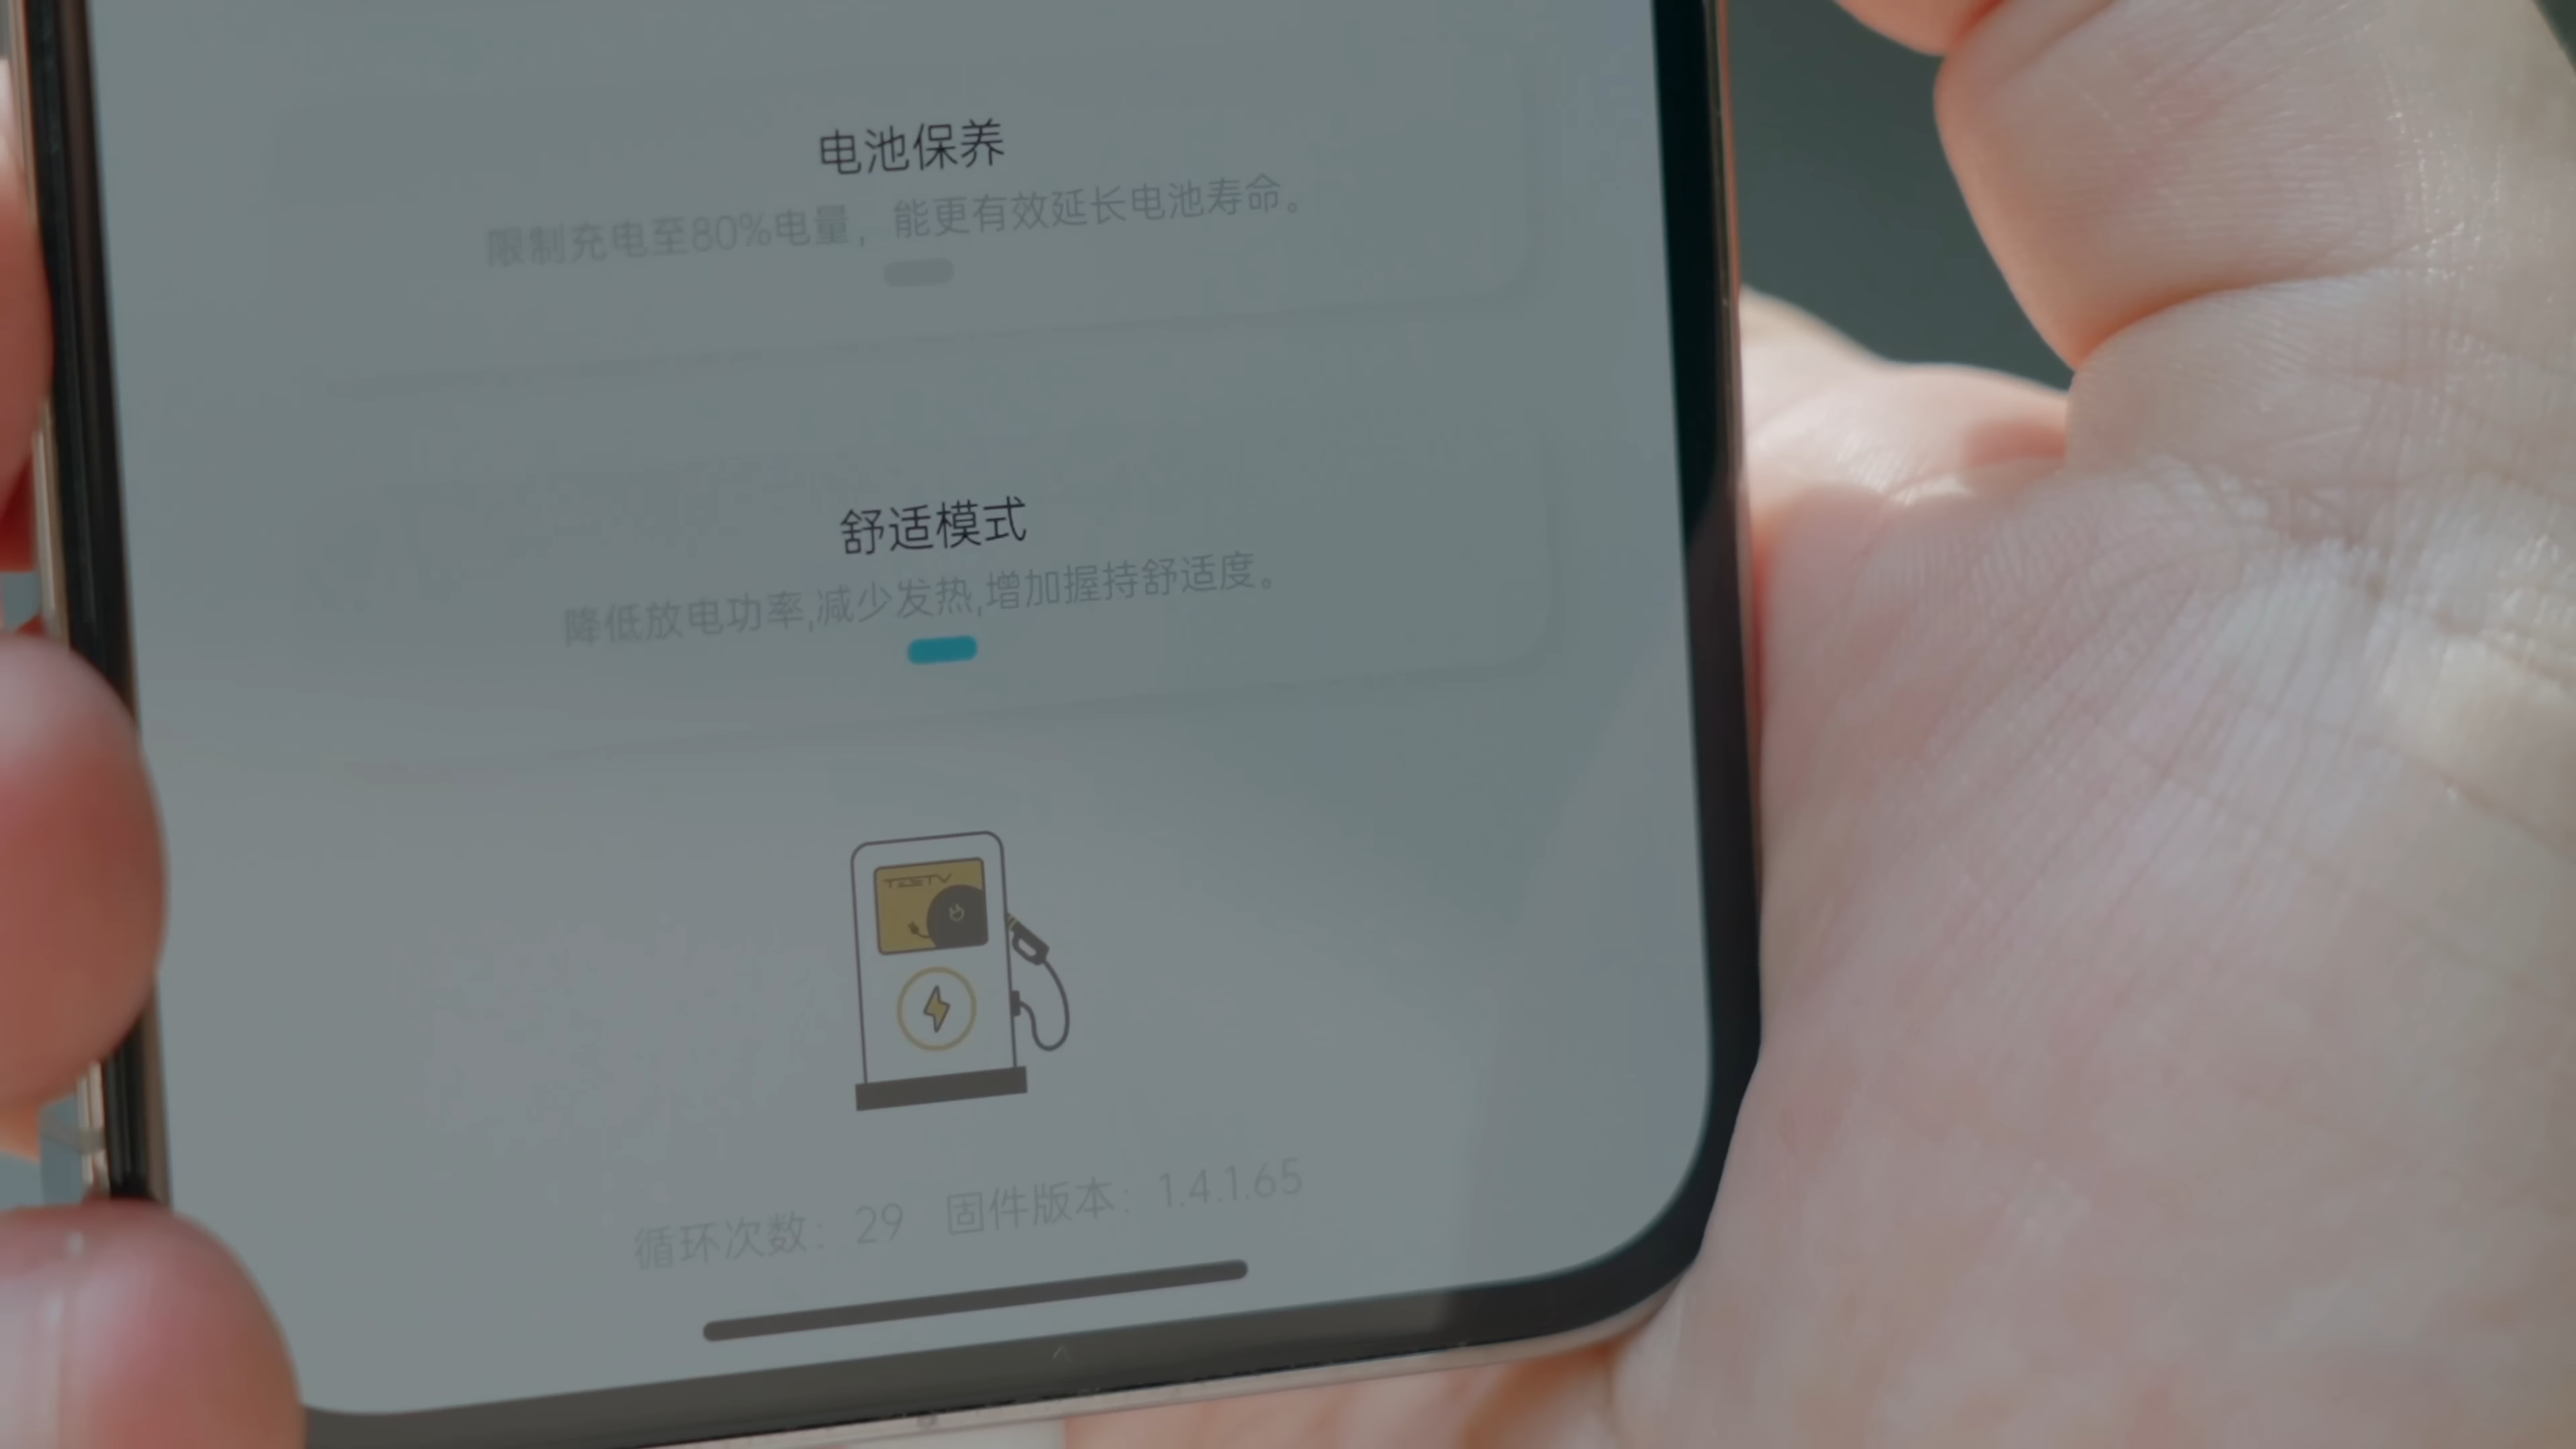 电池保养
限制充电至80%电量，能更有效延长电池寿命。
舒适模式
降低放电功率,减少发热,增加握持舒适度。
TESTV
循环次数：29 固件版本：1.4.1.65